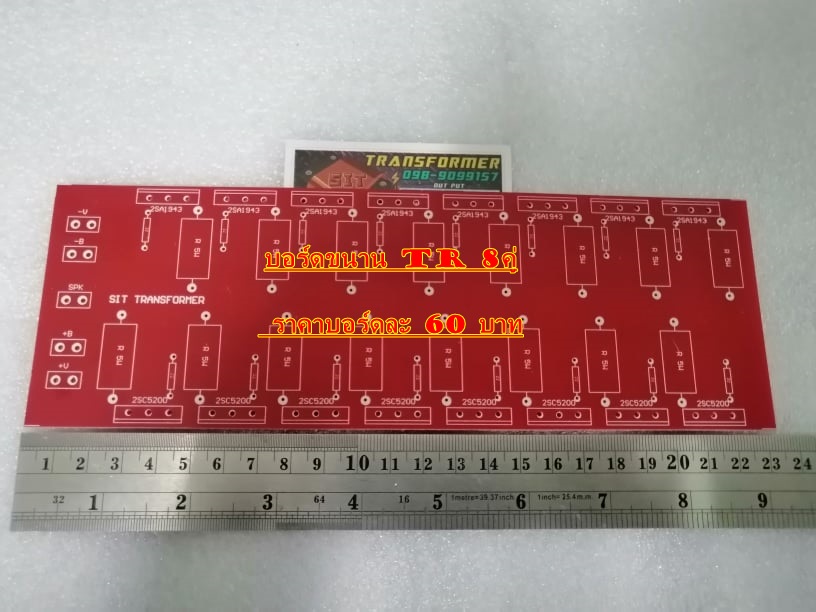 TRANSFORMER
SIT
098-9099157
OUT PUT
2SA1943 2SA1943 2SA1943 2SA1943 2SA1943 2SA1943 2SA1943 2SA1943
-V
-B
R 5W R 5W R 5W R 5W R 5W R 5W R 5W R 5W
บอร์ดขนาน TR 8คู่
SPK
SIT TRANSFORMER
ราคาบอร์ดละ 60 บาท
+B
+V
R 5W R 5W R 5W R 5W R 5W R 5W R 5W R 5W
2SC5200 2SC5200 2SC5200 2SC5200 2SC5200 2SC5200 2SC5200 2SC5200
1 2 3 4 5 6 7 8 9 10 11 12 13 14 15 16 17 18 19 20 21 22 23 24
32 1 2 3 64 4 16 5 1metre=39.37inch 6 1inch=25.4m.m. 7 8 9